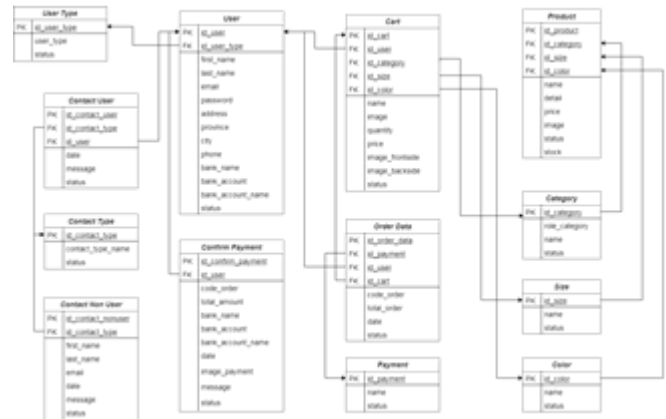 User Type
PK id_user_type
user_type
status
Contact User
PK id_contact_user
FK id_contact_type
FK id_user
date
message
status
Contact Type
PK id_contact_type
contact_type_name
status
Contact Non User
PK id_contact_nonuser
FK id_contact_type
first_name
last_name
email
date
message
status
User
PK id_user
FK id_user_type
first_name
last_name
email
password
address
province
city
phone
bank_name
bank_account
bank_account_name
status
Confirm Payment
PK id_confirm_payment
FK id_user
code_order
total_amount
bank_name
bank_account
bank_account_name
date
image_payment
message
status
Cart
PK id_cart
FK id_user
FK id_category
FK id_size
FK id_color
name
image
quantity
price
image_frontside
image_backside
status
Order Data
PK id_order_data
FK id_payment
FK id_user
FK id_cart
code_order
total_order
date
status
Payment
PK id_payment
name
status
Product
PK id_product
FK id_category
FK id_size
FK id_color
name
detail
price
image
status
stock
Category
PK id_category
role_category
name
status
Size
PK id_size
name
status
Color
PK id_color
name
status